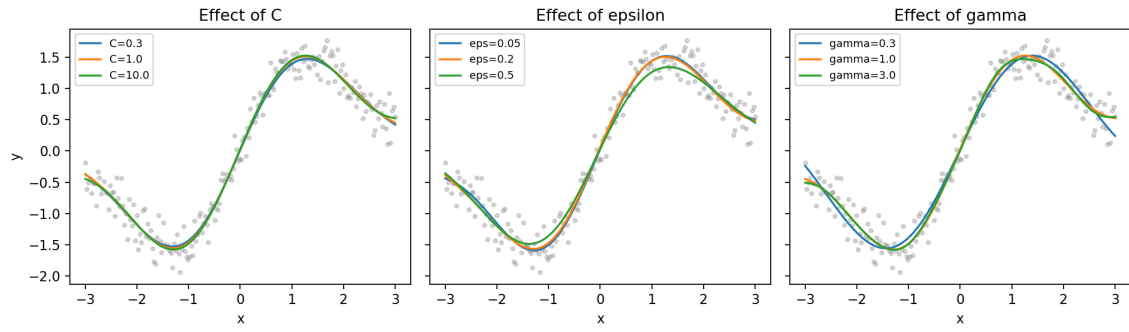 Effect of C
C=0.3
C=1.0
C=10.0
1.5
1.0
0.5
0.0
−0.5
−1.0
−1.5
−2.0
y
−3 −2 −1 0 1 2 3
x
Effect of epsilon
eps=0.05
eps=0.2
eps=0.5
−3 −2 −1 0 1 2 3
x
Effect of gamma
gamma=0.3
gamma=1.0
gamma=3.0
−3 −2 −1 0 1 2 3
x